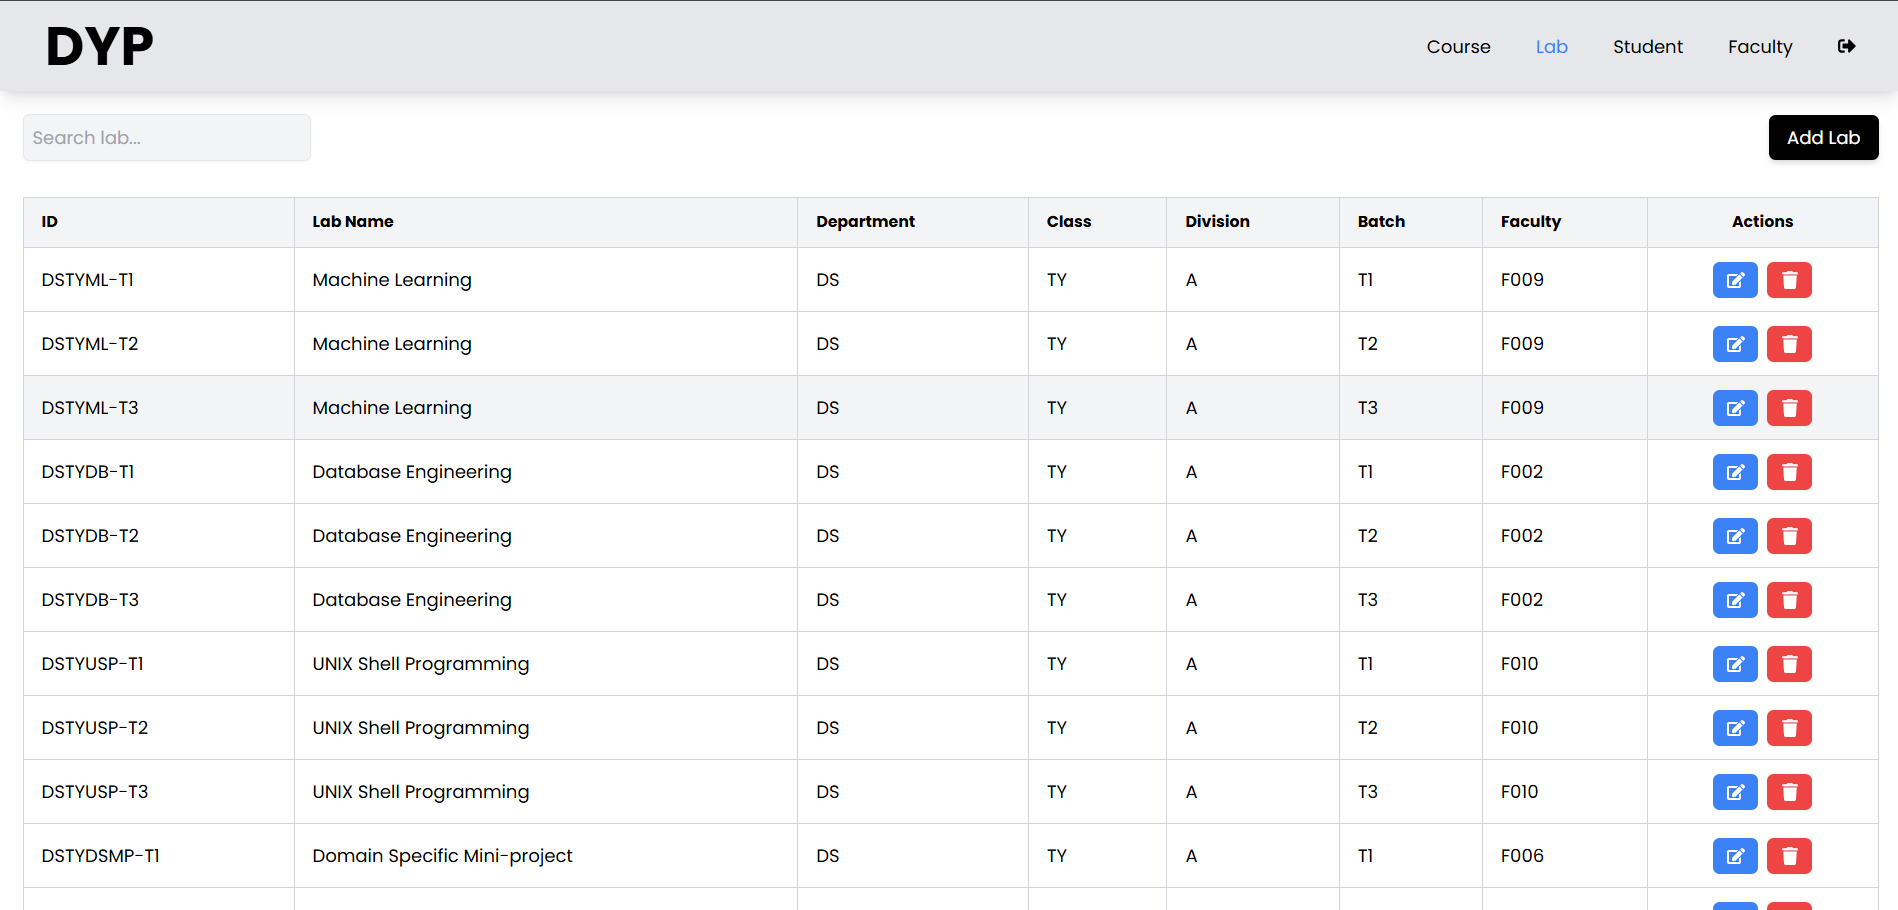 DYP Course Lab Student Faculty
Search lab... Add Lab
ID Lab Name Department Class Division Batch Faculty Actions
DSTYML-T1 Machine Learning DS TY A T1 F009
DSTYML-T2 Machine Learning DS TY A T2 F009
DSTYML-T3 Machine Learning DS TY A T3 F009
DSTYDB-T1 Database Engineering DS TY A T1 F002
DSTYDB-T2 Database Engineering DS TY A T2 F002
DSTYDB-T3 Database Engineering DS TY A T3 F002
DSTYUSP-T1 UNIX Shell Programming DS TY A T1 F010
DSTYUSP-T2 UNIX Shell Programming DS TY A T2 F010
DSTYUSP-T3 UNIX Shell Programming DS TY A T3 F010
DSTYDSMP-T1 Domain Specific Mini-project DS TY A T1 F006